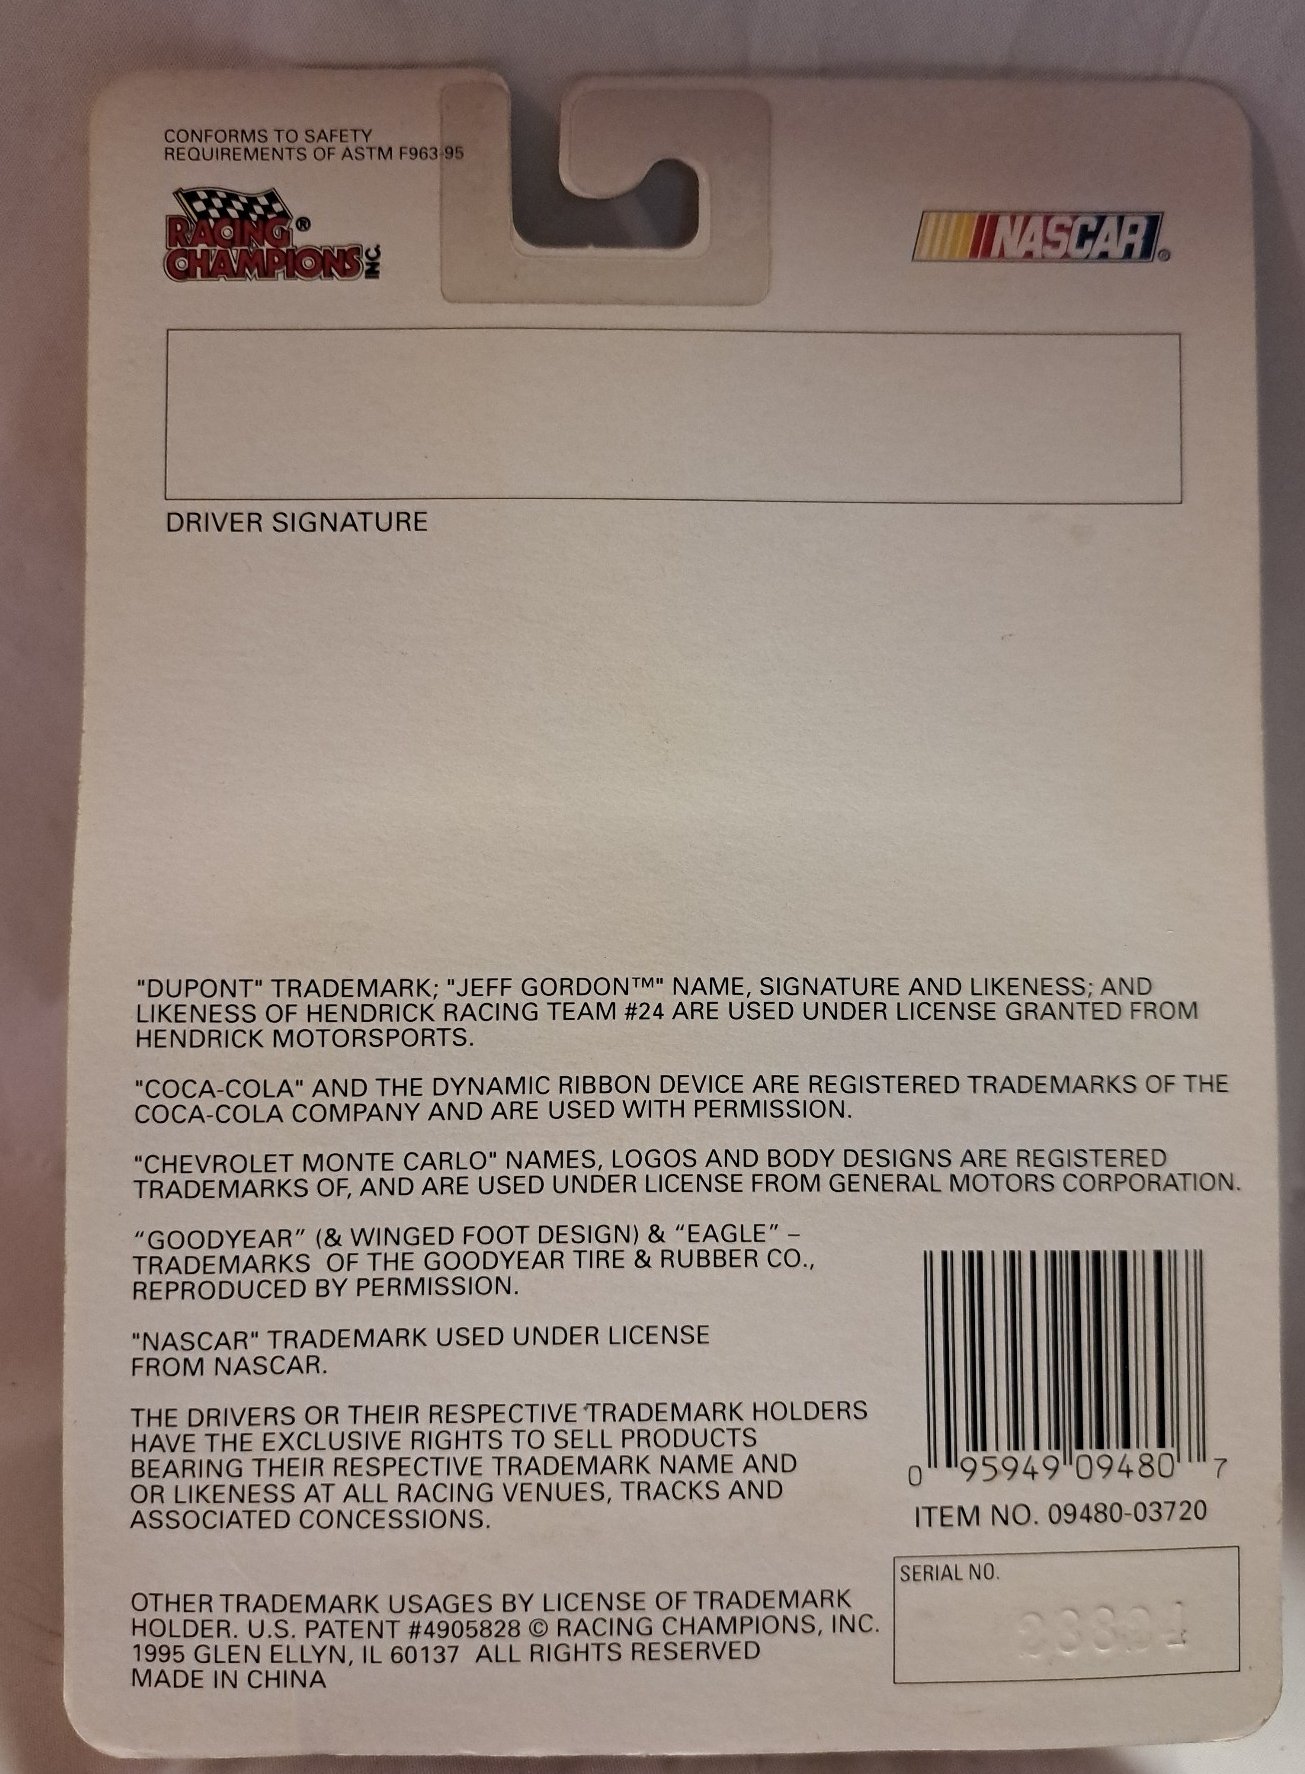 CONFORMS TO SAFETY
REQUIREMENTS OF ASTM F963-95
RACING ®
CHAMPIONS INC.
NASCAR®
DRIVER SIGNATURE
"DUPONT" TRADEMARK; "JEFF GORDON™" NAME, SIGNATURE AND LIKENESS; AND
LIKENESS OF HENDRICK RACING TEAM #24 ARE USED UNDER LICENSE GRANTED FROM
HENDRICK MOTORSPORTS.
"COCA-COLA" AND THE DYNAMIC RIBBON DEVICE ARE REGISTERED TRADEMARKS OF THE
COCA-COLA COMPANY AND ARE USED WITH PERMISSION.
"CHEVROLET MONTE CARLO" NAMES, LOGOS AND BODY DESIGNS ARE REGISTERED
TRADEMARKS OF, AND ARE USED UNDER LICENSE FROM GENERAL MOTORS CORPORATION.
“GOODYEAR” (& WINGED FOOT DESIGN) & “EAGLE” –
TRADEMARKS OF THE GOODYEAR TIRE & RUBBER CO.,
REPRODUCED BY PERMISSION.
"NASCAR" TRADEMARK USED UNDER LICENSE
FROM NASCAR.
THE DRIVERS OR THEIR RESPECTIVE TRADEMARK HOLDERS
HAVE THE EXCLUSIVE RIGHTS TO SELL PRODUCTS
BEARING THEIR RESPECTIVE TRADEMARK NAME AND
OR LIKENESS AT ALL RACING VENUES, TRACKS AND
ASSOCIATED CONCESSIONS.
0 95949 09480 7
ITEM NO. 09480-03720
SERIAL NO.
OTHER TRADEMARK USAGES BY LICENSE OF TRADEMARK
HOLDER. U.S. PATENT #4905828 © RACING CHAMPIONS, INC.
1995 GLEN ELLYN, IL 60137 ALL RIGHTS RESERVED
MADE IN CHINA